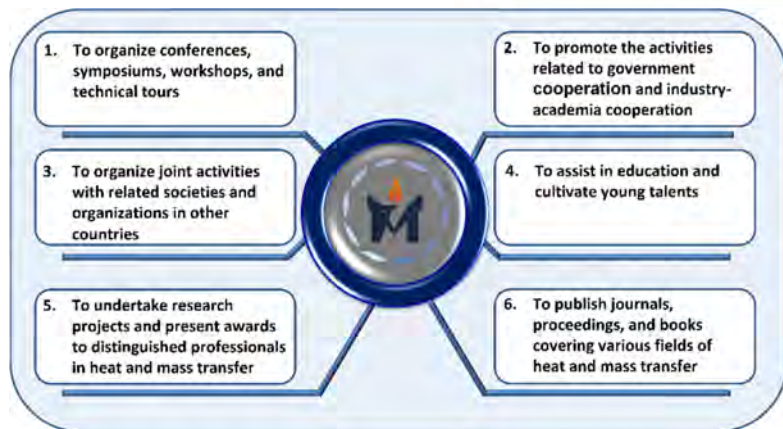 1. To organize conferences,
symposiums, workshops, and
technical tours
2. To promote the activities
related to government
cooperation and industry-
academia cooperation
3. To organize joint activities
with related societies and
organizations in other
countries
4. To assist in education and
cultivate young talents
5. To undertake research
projects and present awards
to distinguished professionals
in heat and mass transfer
6. To publish journals,
proceedings, and books
covering various fields of
heat and mass transfer